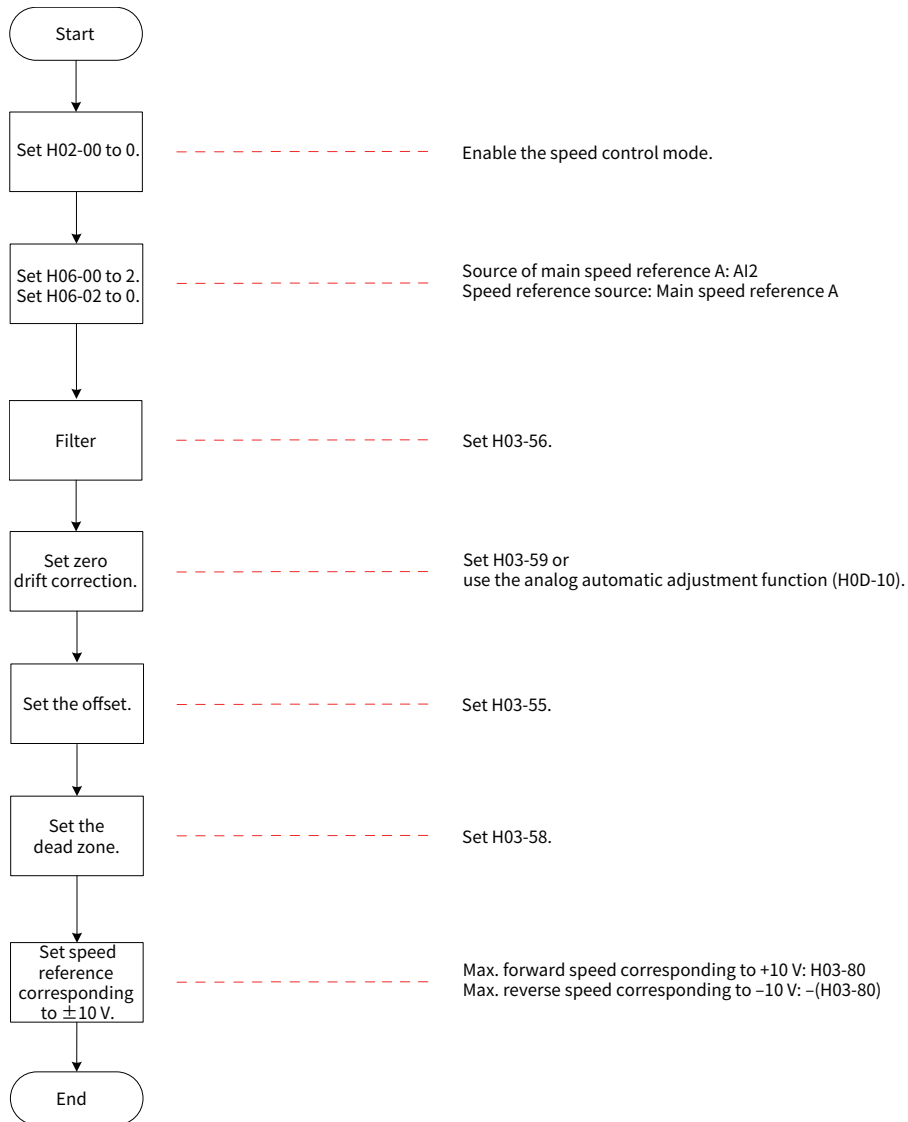 Start
Set H02-00 to 0.
Enable the speed control mode.
Set H06-00 to 2.
Set H06-02 to 0.
Source of main speed reference A: AI2
Speed reference source: Main speed reference A
Filter
Set H03-56.
Set zero
drift correction.
Set H03-59 or
use the analog automatic adjustment function (H0D-10).
Set the offset.
Set H03-55.
Set the
dead zone.
Set H03-58.
Set speed
reference
corresponding
to ±10 V.
Max. forward speed corresponding to +10 V: H03-80
Max. reverse speed corresponding to –10 V: –(H03-80)
End